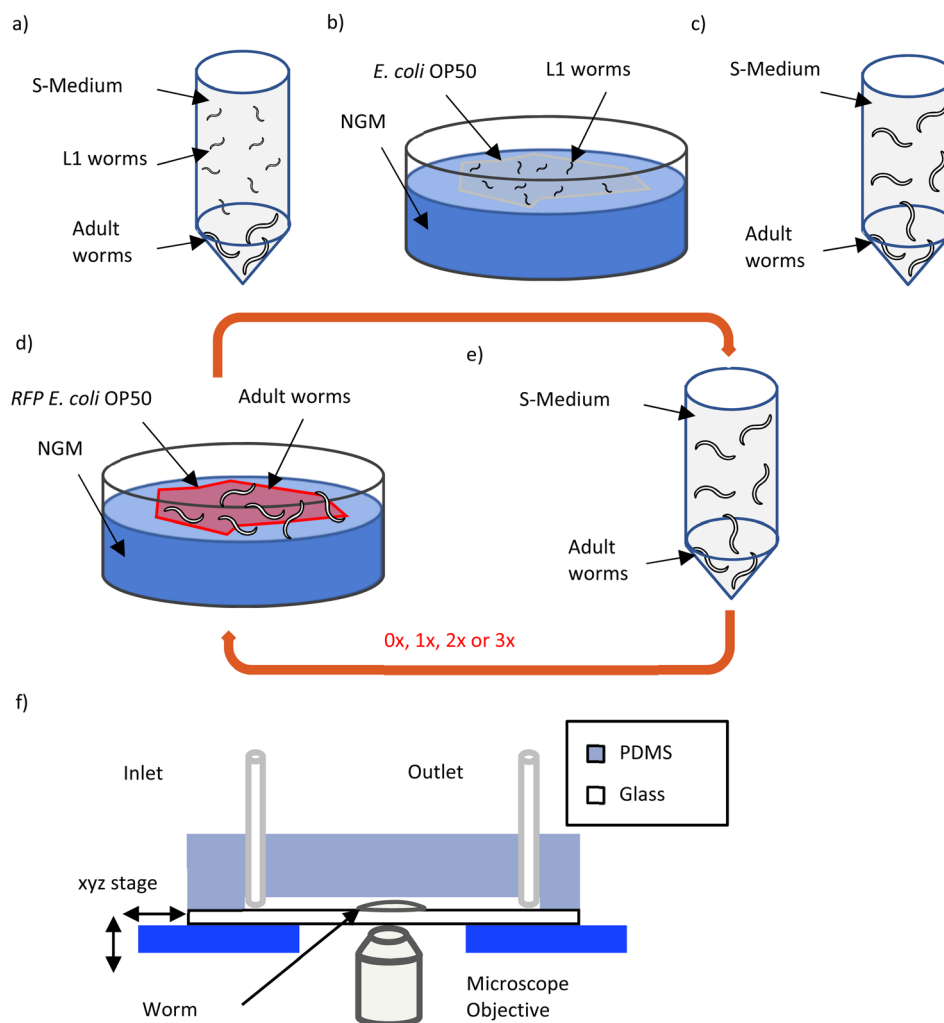 a)
S-Medium
L1 worms
Adult
worms
b)
E. coli OP50
L1 worms
NGM
c)
S-Medium
Adult
worms
d)
RFP E. coli OP50
Adult worms
NGM
e)
S-Medium
Adult
worms
0x, 1x, 2x or 3x
f)
Inlet
Outlet
PDMS
Glass
xyz stage
Worm
Microscope
Objective